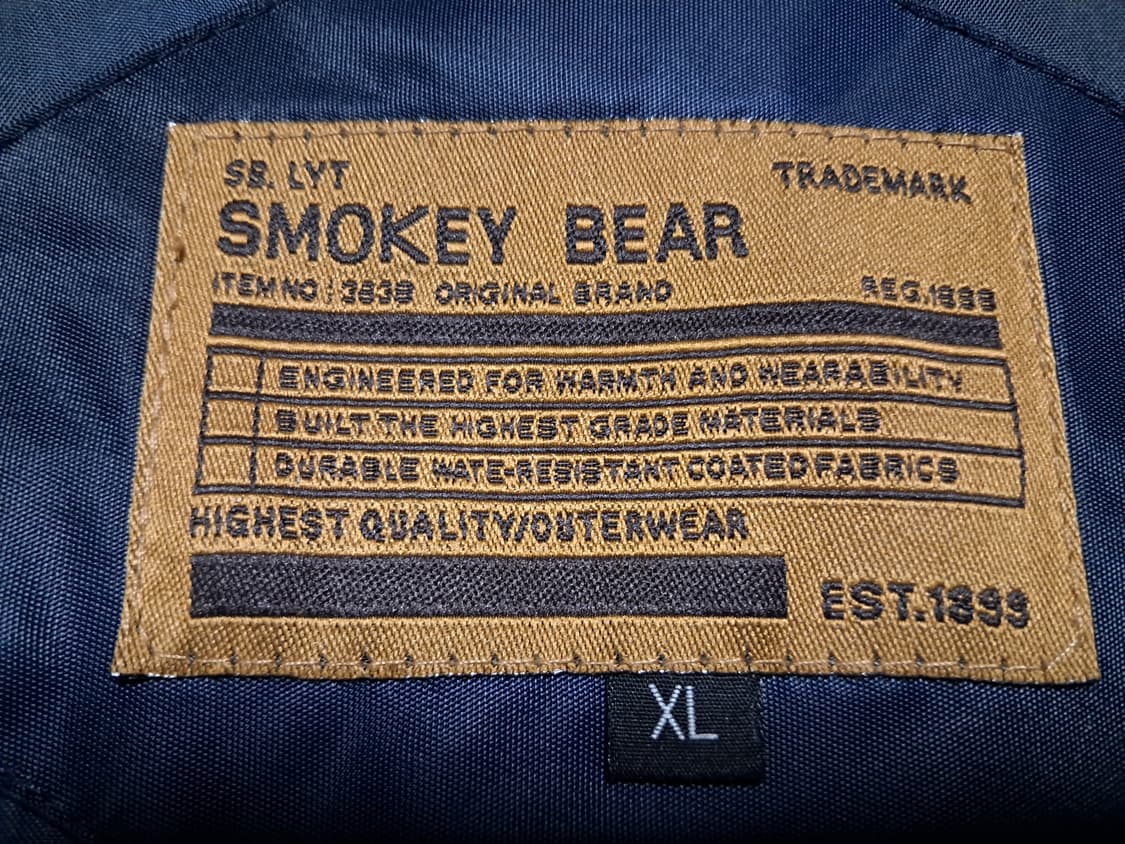 SB. LYT
TRADEMARK
SMOKEY BEAR
ITEM NO : 3838 ORIGINAL BRAND
REG.1899
ENGINEERED FOR WARMTH AND WEARABILITY
BUILT THE HIGHEST GRADE MATERIALS
DURABLE WATE-RESISTANT COATED FABRICS
HIGHEST QUALITY/OUTERWEAR
EST.1899
XL